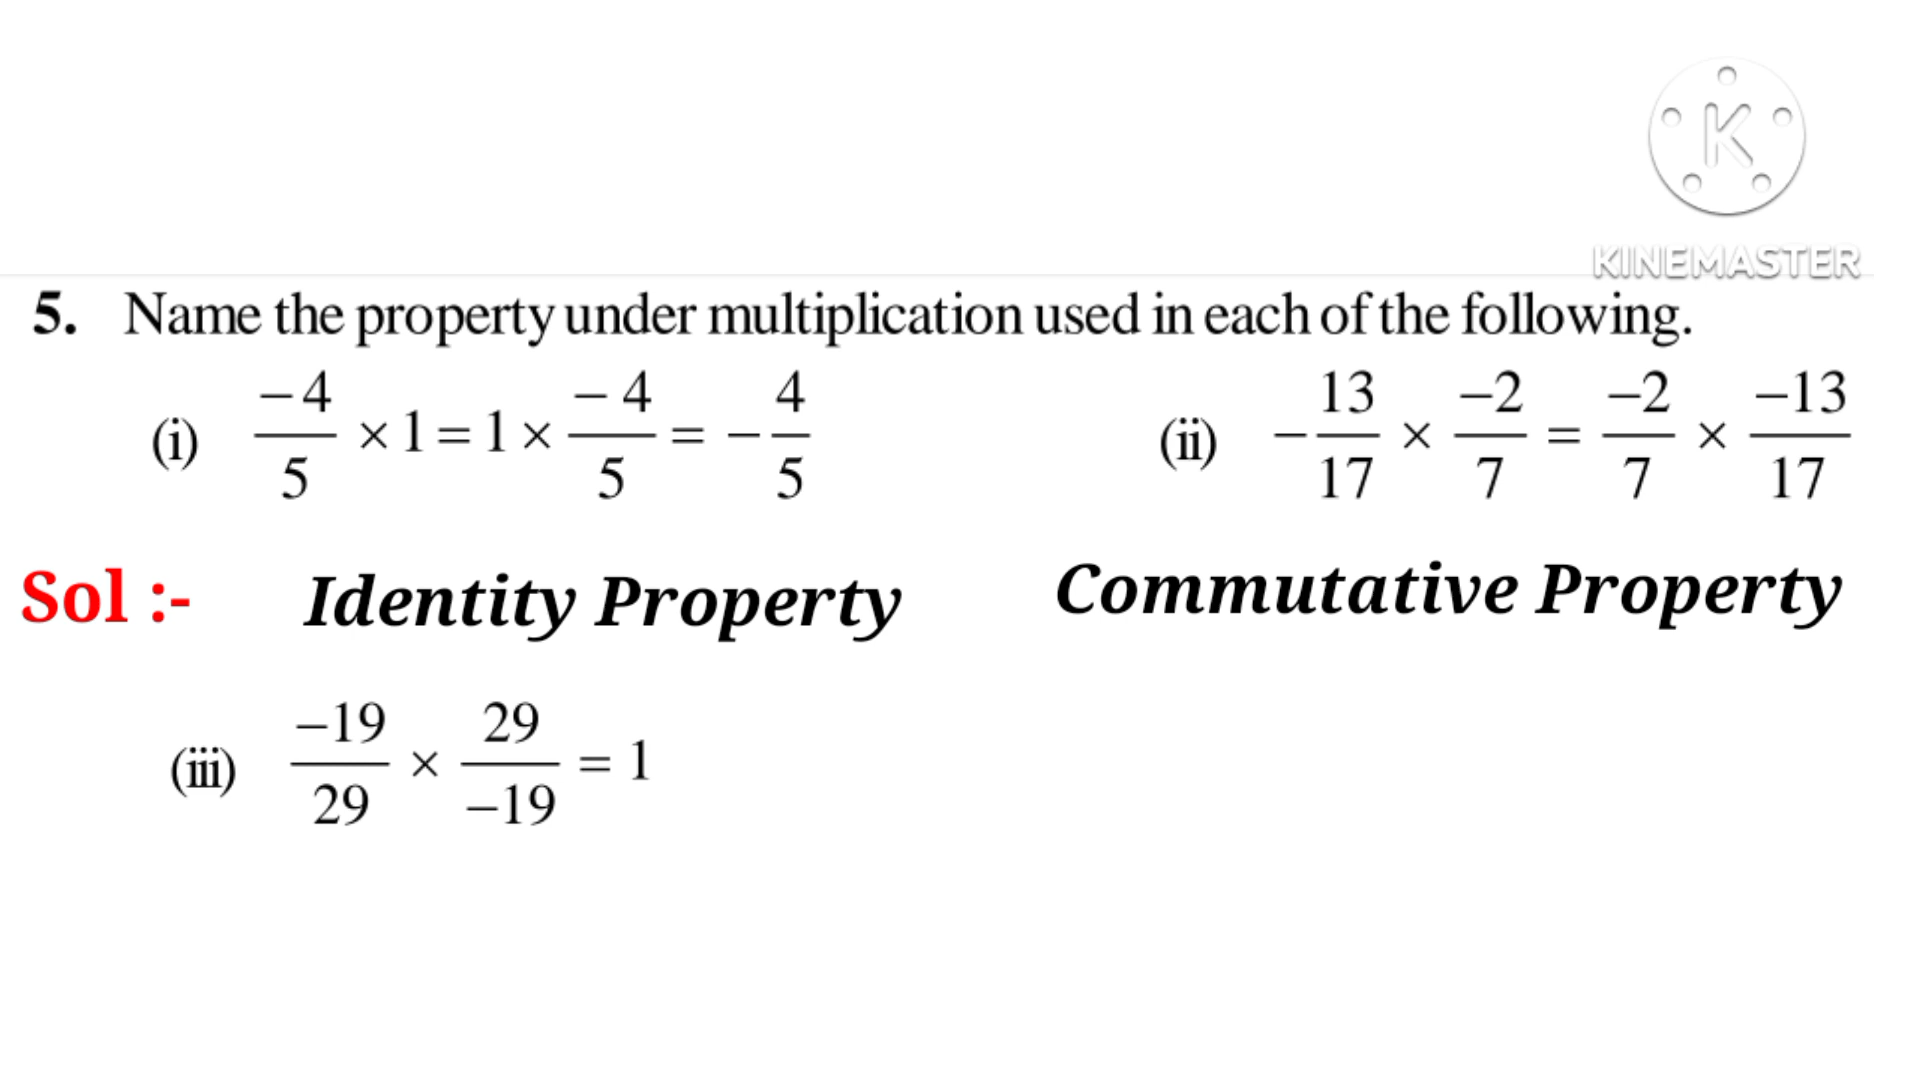 K
KINEMASTER
5. Name the property under multiplication used in each of the following.
(i) −4/5 × 1 = 1 × −4/5 = −4/5 (ii) −13/17 × −2/7 = −2/7 × −13/17
Sol :- Identity Property Commutative Property
(iii) −19/29 × 29/−19 = 1